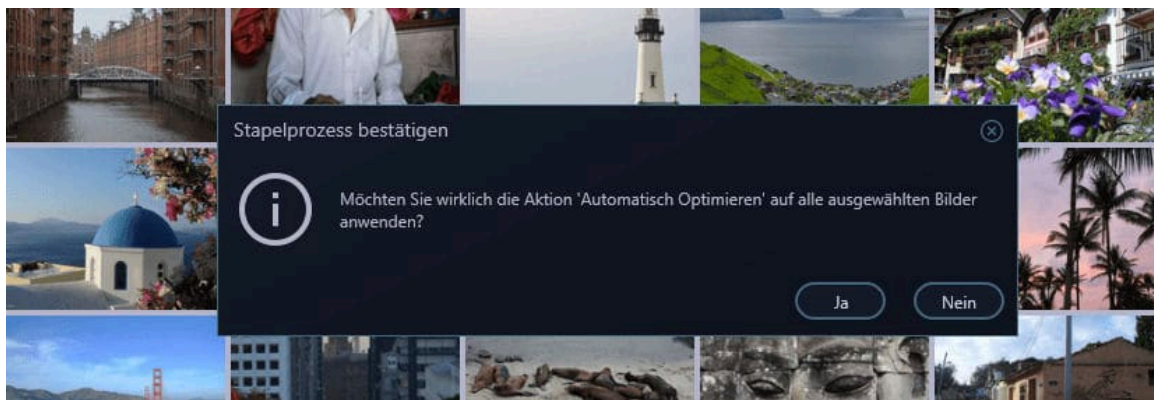 Stapelprozess bestätigen
Möchten Sie wirklich die Aktion 'Automatisch Optimieren' auf alle ausgewählten Bilder
anwenden?
Ja
Nein